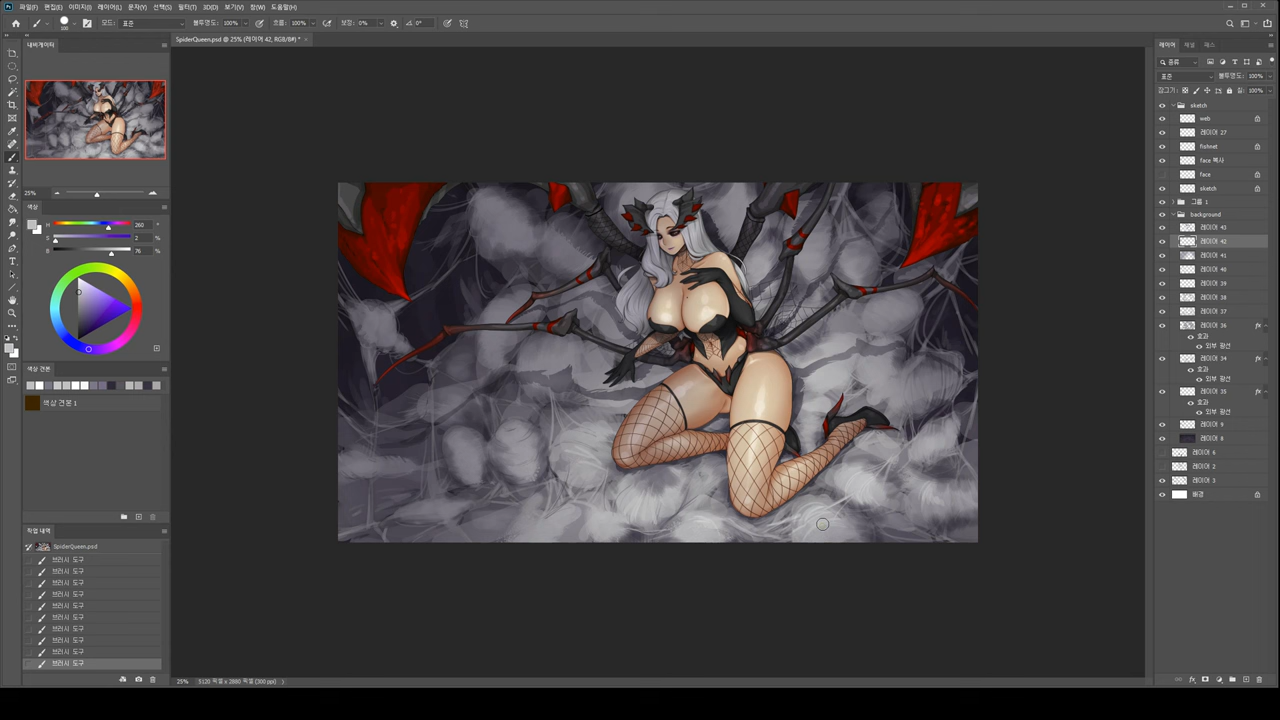 파일(F) 편집(E) 이미지(I) 레이어(L) 문자(Y) 선택(S) 필터(T) 3D(D) 보기(V) 창(W) 도움말(H)
100 모드: 표준 불투명도: 100% 흐름: 100% 보정: 0% 0°
SpiderQueen.psd @ 25% (레이어 42, RGB/8#) *
내비게이터
25%
색상
H 260 °
S 2 %
B 76 %
색상 견본
색상 견본 1
작업 내역
SpiderQueen.psd
브러시 도구
브러시 도구
브러시 도구
브러시 도구
브러시 도구
브러시 도구
브러시 도구
브러시 도구
브러시 도구
브러시 도구
25% 5120 픽셀 x 2880 픽셀 (300 ppi)
레이어 채널 패스
종류
표준 불투명도: 100%
잠그기: 칠: 100%
sketch
web
레이어 27
fishnet
face 복사
face
sketch
그룹 1
background
레이어 43
레이어 42
레이어 41
레이어 40
레이어 39
레이어 38
레이어 37
레이어 36 fx
효과
외부 광선
레이어 34 fx
효과
외부 광선
레이어 35 fx
효과
외부 광선
레이어 9
레이어 8
레이어 6
레이어 2
레이어 3
배경